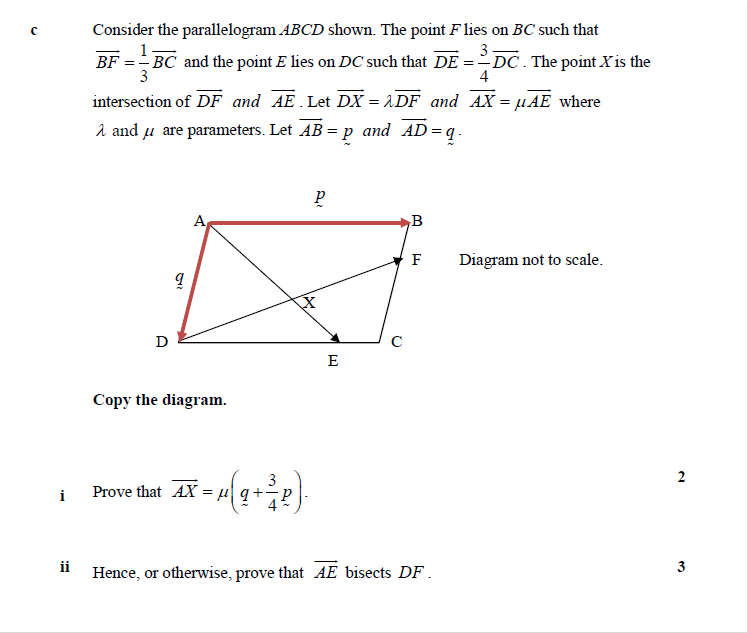 c Consider the parallelogram ABCD shown. The point F lies on BC such that
$\overrightarrow{BF} = \frac{1}{3}\overrightarrow{BC}$ and the point E lies on DC such that $\overrightarrow{DE} = \frac{3}{4}\overrightarrow{DC}$. The point X is the
intersection of $\overrightarrow{DF}$ and $\overrightarrow{AE}$. Let $\overrightarrow{DX} = \lambda\overrightarrow{DF}$ and $\overrightarrow{AX} = \mu\overrightarrow{AE}$ where
λ and μ are parameters. Let $\overrightarrow{AB} = \underset{\sim}{p}$ and $\overrightarrow{AD} = \underset{\sim}{q}$.
$\underset{\sim}{p}$
A B
F Diagram not to scale.
$\underset{\sim}{q}$
X
D C
E
Copy the diagram.
i Prove that $\overrightarrow{AX} = \mu\left(\underset{\sim}{q} + \frac{3}{4}\underset{\sim}{p}\right)$. 2
ii Hence, or otherwise, prove that $\overrightarrow{AE}$ bisects DF. 3